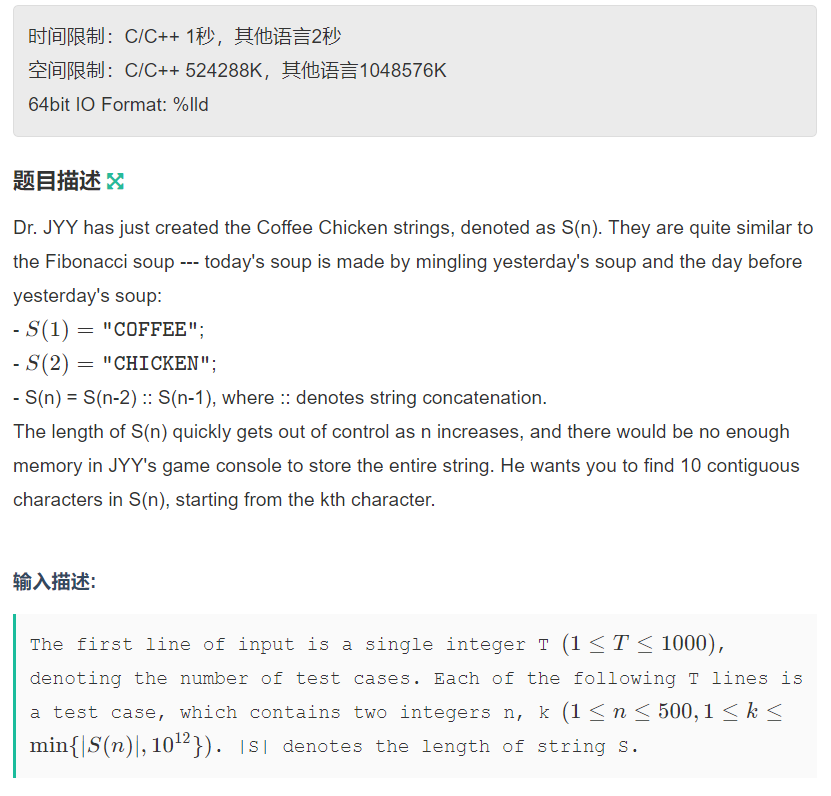 时间限制：C/C++ 1秒，其他语言2秒
空间限制：C/C++ 524288K，其他语言1048576K
64bit IO Format: %lld
题目描述
Dr. JYY has just created the Coffee Chicken strings, denoted as S(n). They are quite similar to
the Fibonacci soup --- today's soup is made by mingling yesterday's soup and the day before
yesterday's soup:
- S(1) = "COFFEE";
- S(2) = "CHICKEN";
- S(n) = S(n-2) :: S(n-1), where :: denotes string concatenation.
The length of S(n) quickly gets out of control as n increases, and there would be no enough
memory in JYY's game console to store the entire string. He wants you to find 10 contiguous
characters in S(n), starting from the kth character.
输入描述:
The first line of input is a single integer T (1 ≤ T ≤ 1000),
denoting the number of test cases. Each of the following T lines is
a test case, which contains two integers n, k (1 ≤ n ≤ 500, 1 ≤ k ≤
min{|S(n)|, 10¹²}). |S| denotes the length of string S.